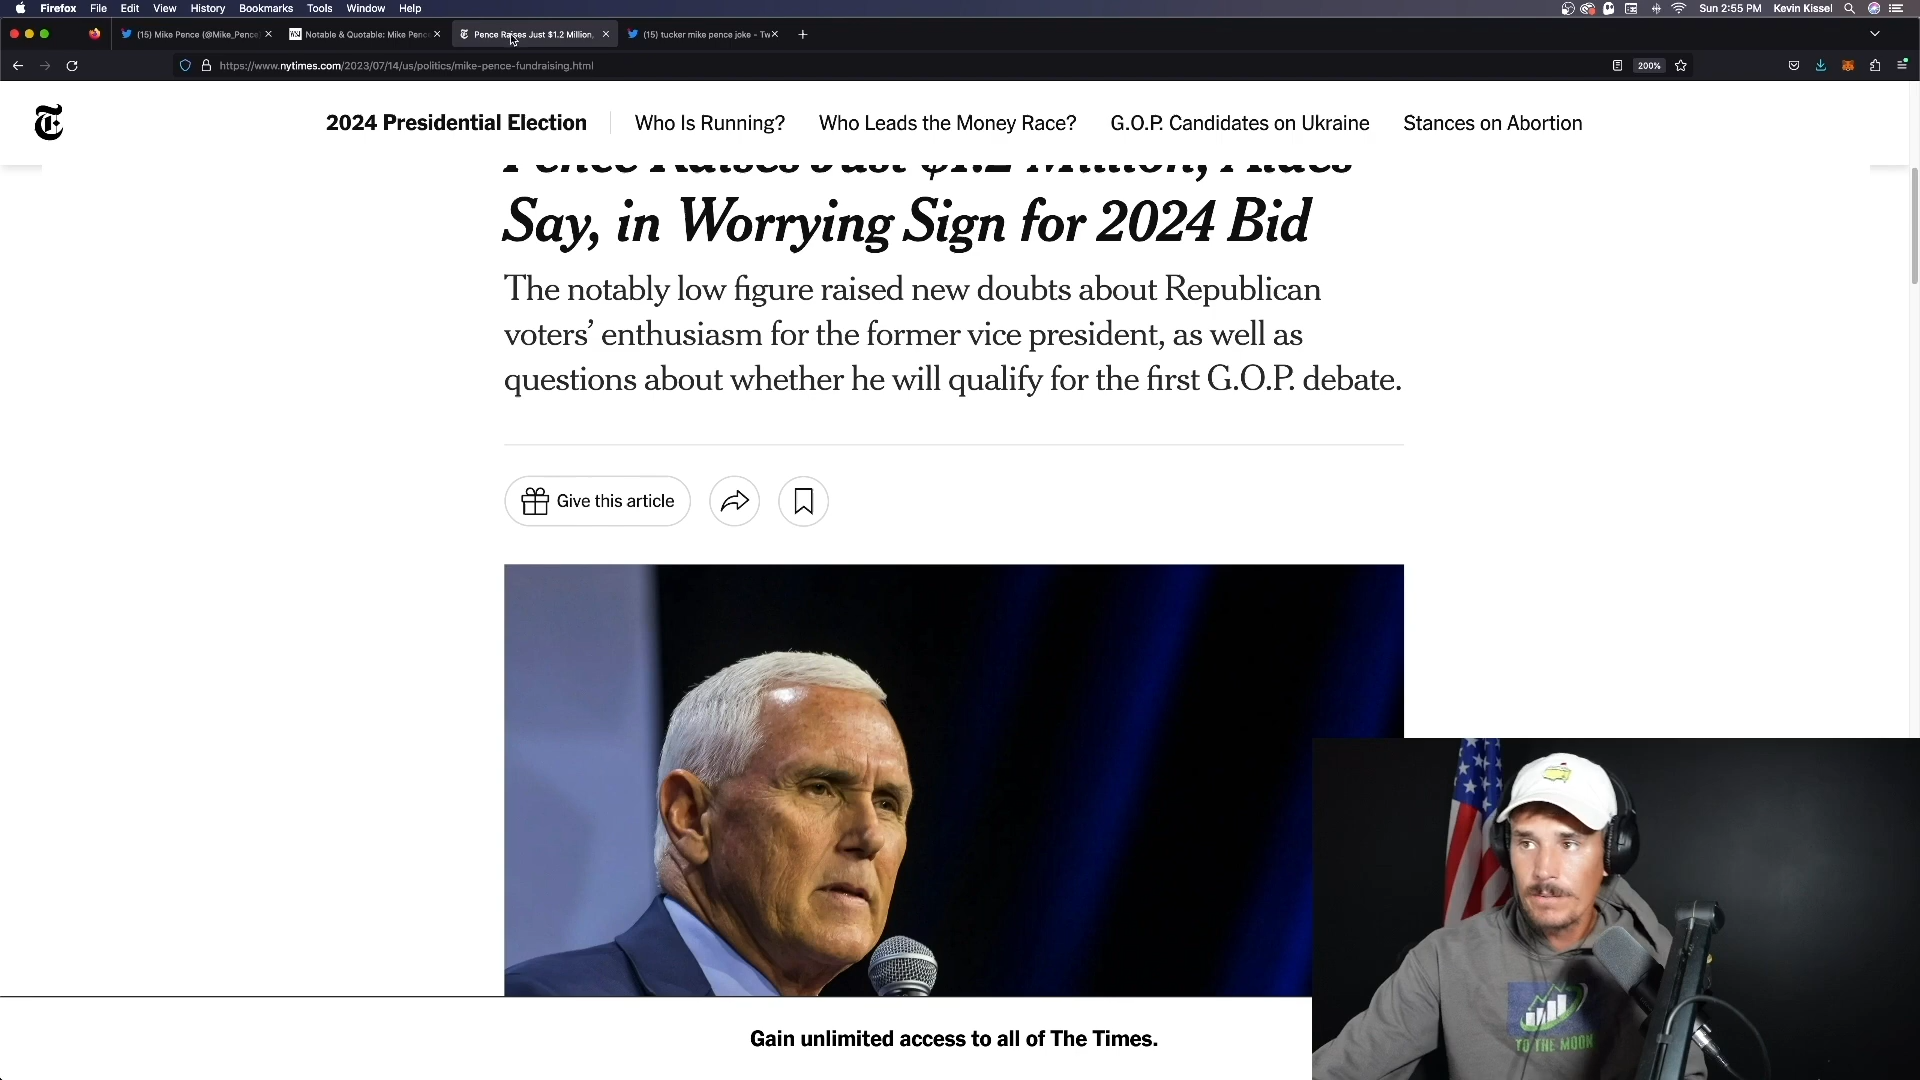 Firefox File Edit View History Bookmarks Tools Window Help Sun 2:55 PM Kevin Kissel
(15) Mike Pence (@Mike_Pence) Notable & Quotable: Mike Penc Pence Raises Just $1.2 Million, (15) tucker mike pence joke - Tw
https://www.nytimes.com/2023/07/14/us/politics/mike-pence-fundraising.html 200%
2024 Presidential Election Who Is Running? Who Leads the Money Race? G.O.P. Candidates on Ukraine Stances on Abortion
Pence Raises Just $1.2 Million, Aides
Say, in Worrying Sign for 2024 Bid
The notably low figure raised new doubts about Republican
voters’ enthusiasm for the former vice president, as well as
questions about whether he will qualify for the first G.O.P. debate.
Give this article
Gain unlimited access to all of The Times.
TO THE MOON